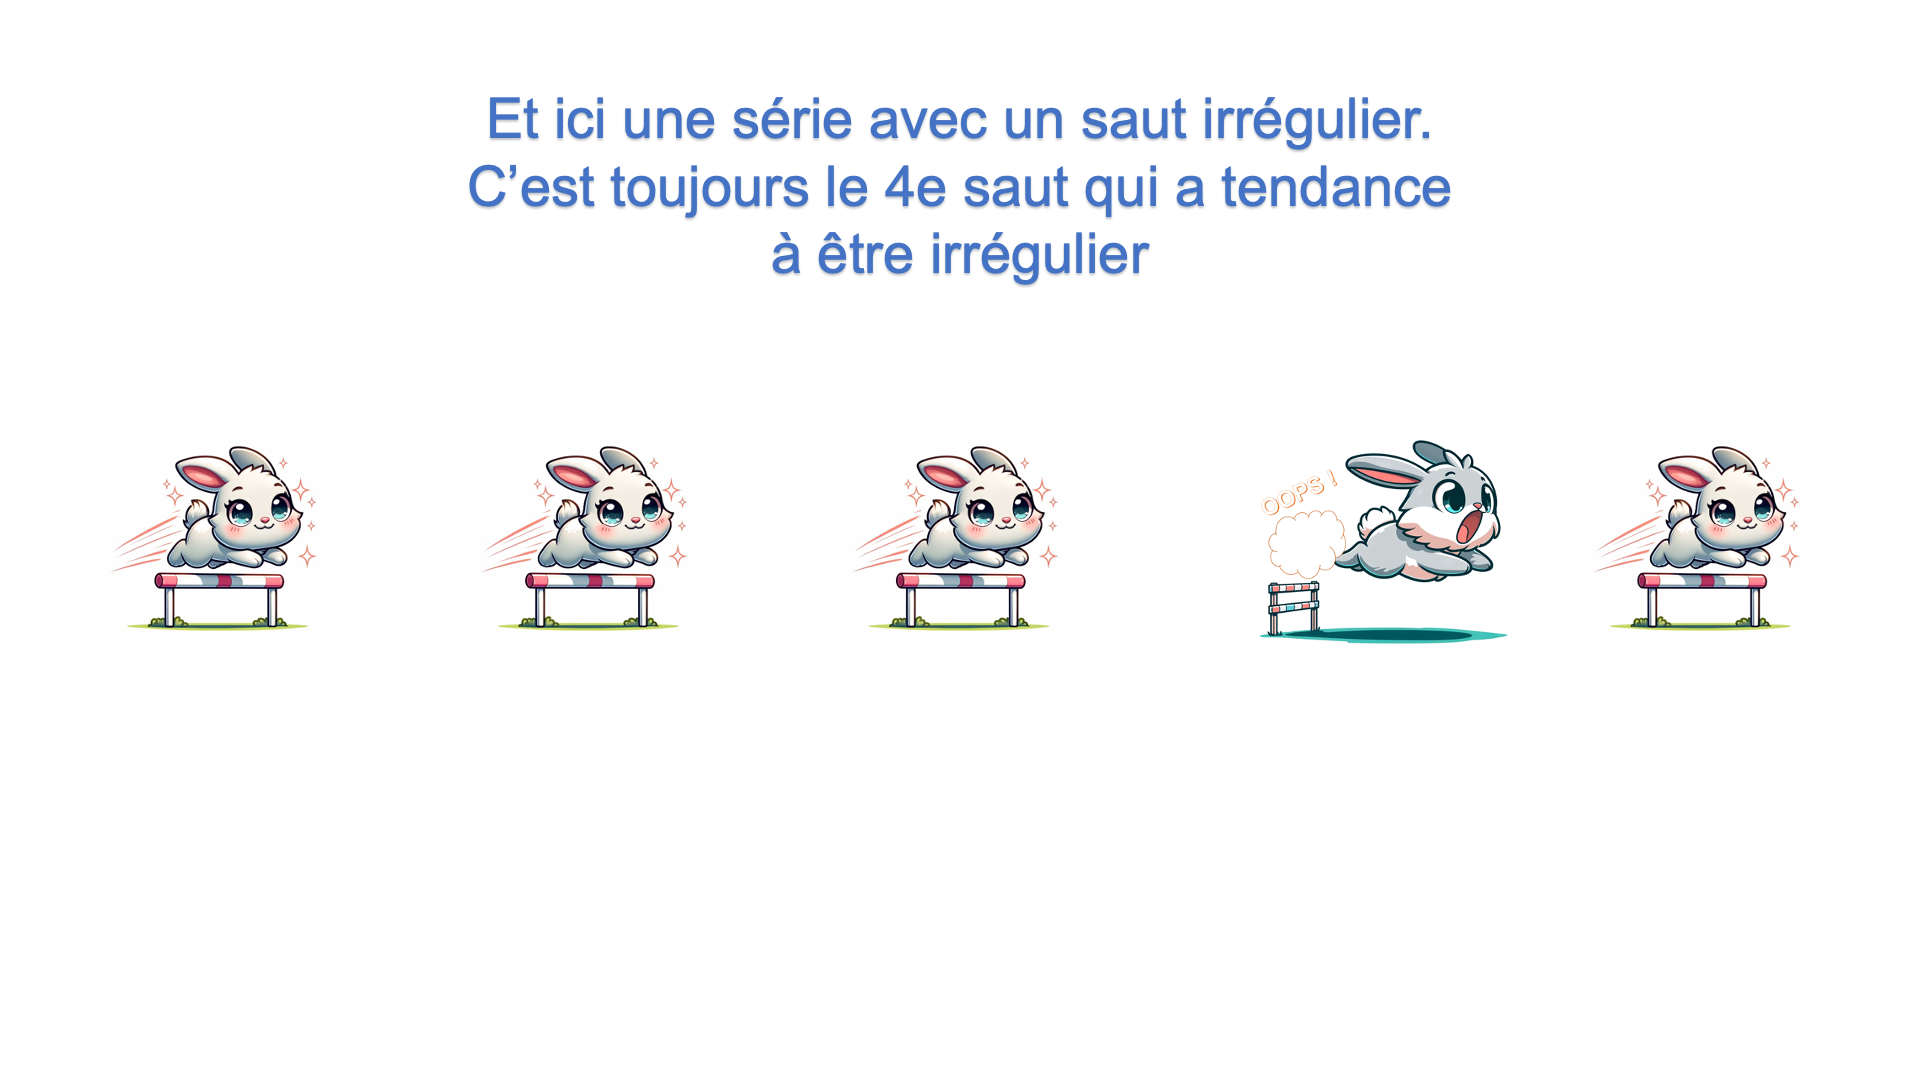 Et ici une série avec un saut irrégulier.
C’est toujours le 4e saut qui a tendance
à être irrégulier
OOPS !